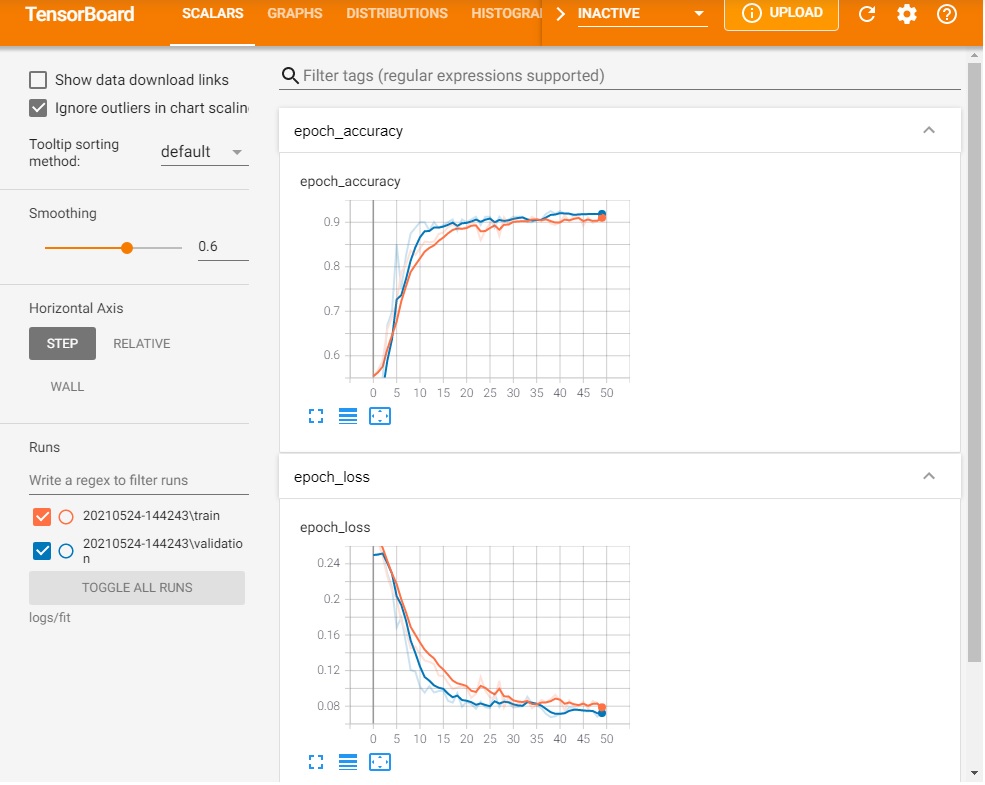 TensorBoard
SCALARS
GRAPHS
DISTRIBUTIONS
HISTOGRA
INACTIVE
UPLOAD
Show data download links
Ignore outliers in chart scalin
Tooltip sorting
method:
default
Smoothing
0.6
Horizontal Axis
STEP
RELATIVE
WALL
Runs
Write a regex to filter runs
20210524-144243\train
20210524-144243\validatio
n
TOGGLE ALL RUNS
logs/fit
Filter tags (regular expressions supported)
epoch_accuracy
epoch_accuracy
0.9
0.8
0.7
0.6
0 5 10 15 20 25 30 35 40 45 50
epoch_loss
epoch_loss
0.24
0.2
0.16
0.12
0.08
0 5 10 15 20 25 30 35 40 45 50